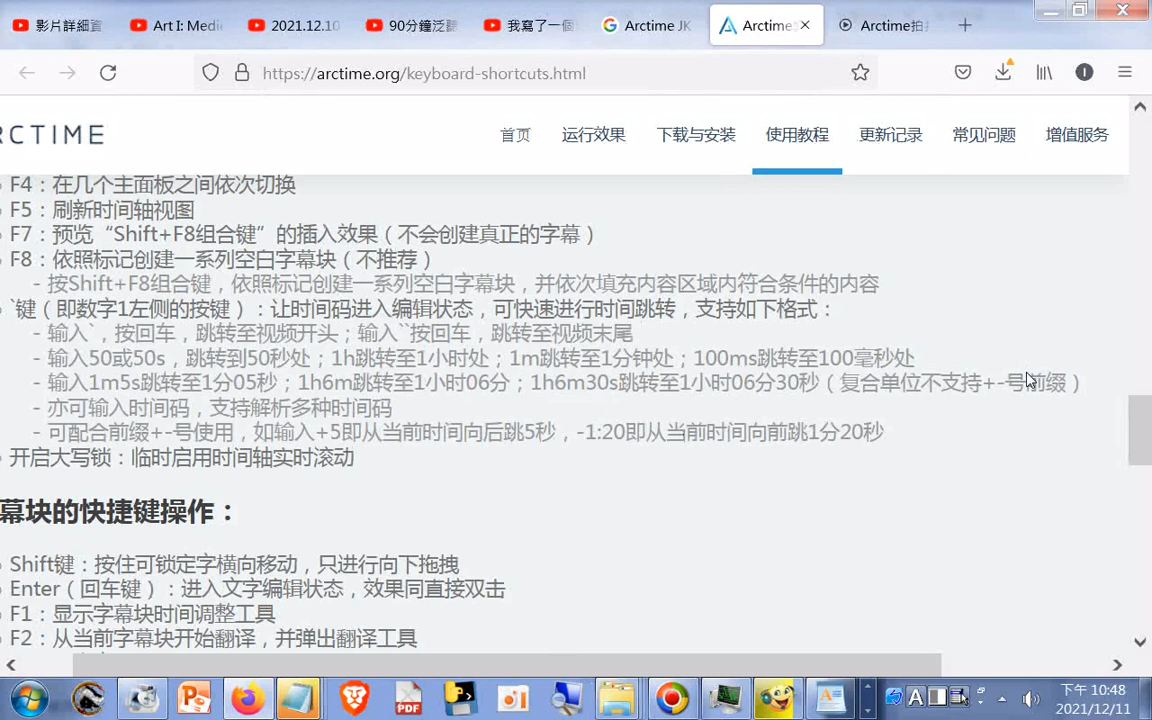 影片詳細資
Art I: Medi
2021.12.10
90分鐘泛聽
我寫了一個
Arctime JK
Arctime
Arctime拍
https://arctime.org/keyboard-shortcuts.html
RCTIME
首页
运行效果
下载与安装
使用教程
更新记录
常见问题
增值服务
F4：在几个主面板之间依次切换
F5：刷新时间轴视图
F7：预览“Shift+F8组合键”的插入效果（不会创建真正的字幕）
F8：依照标记创建一系列空白字幕块（不推荐）
- 按Shift+F8组合键，依照标记创建一系列空白字幕块，并依次填充内容区域内符合条件的内容
`键（即数字1左侧的按键）：让时间码进入编辑状态，可快速进行时间跳转，支持如下格式：
- 输入`，按回车，跳转至视频开头；输入``按回车，跳转至视频末尾
- 输入50或50s，跳转到50秒处；1h跳转至1小时处；1m跳转至1分钟处；100ms跳转至100毫秒处
- 输入1m5s跳转至1分05秒；1h6m跳转至1小时06分；1h6m30s跳转至1小时06分30秒（复合单位不支持+-号前缀）
- 亦可输入时间码，支持解析多种时间码
- 可配合前缀+-号使用，如输入+5即从当前时间向后跳5秒，-1:20即从当前时间向前跳1分20秒
开启大写锁：临时启用时间轴实时滚动
幕块的快捷键操作：
Shift键：按住可锁定字横向移动，只进行向下拖拽
Enter（回车键）：进入文字编辑状态，效果同直接双击
F1：显示字幕块时间调整工具
F2：从当前字幕块开始翻译，并弹出翻译工具
下午 10:48
2021/12/11